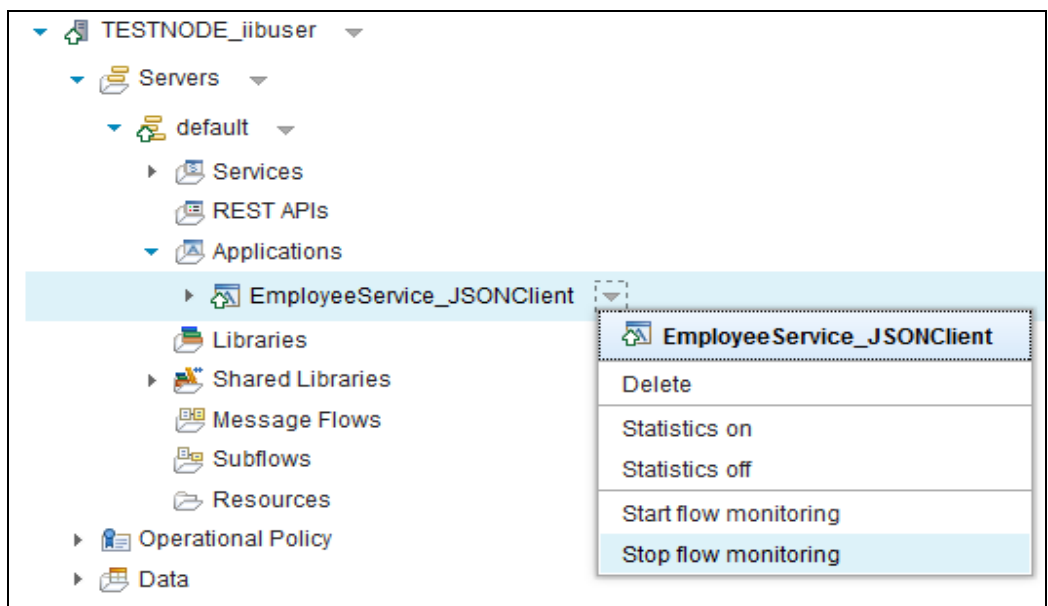 TESTNODE_iibuser
Servers
default
Services
REST APIs
Applications
EmployeeService_JSONClient
EmployeeService_JSONClient
Libraries
Delete
Shared Libraries
Message Flows
Statistics on
Subflows
Statistics off
Resources
Start flow monitoring
Operational Policy
Stop flow monitoring
Data